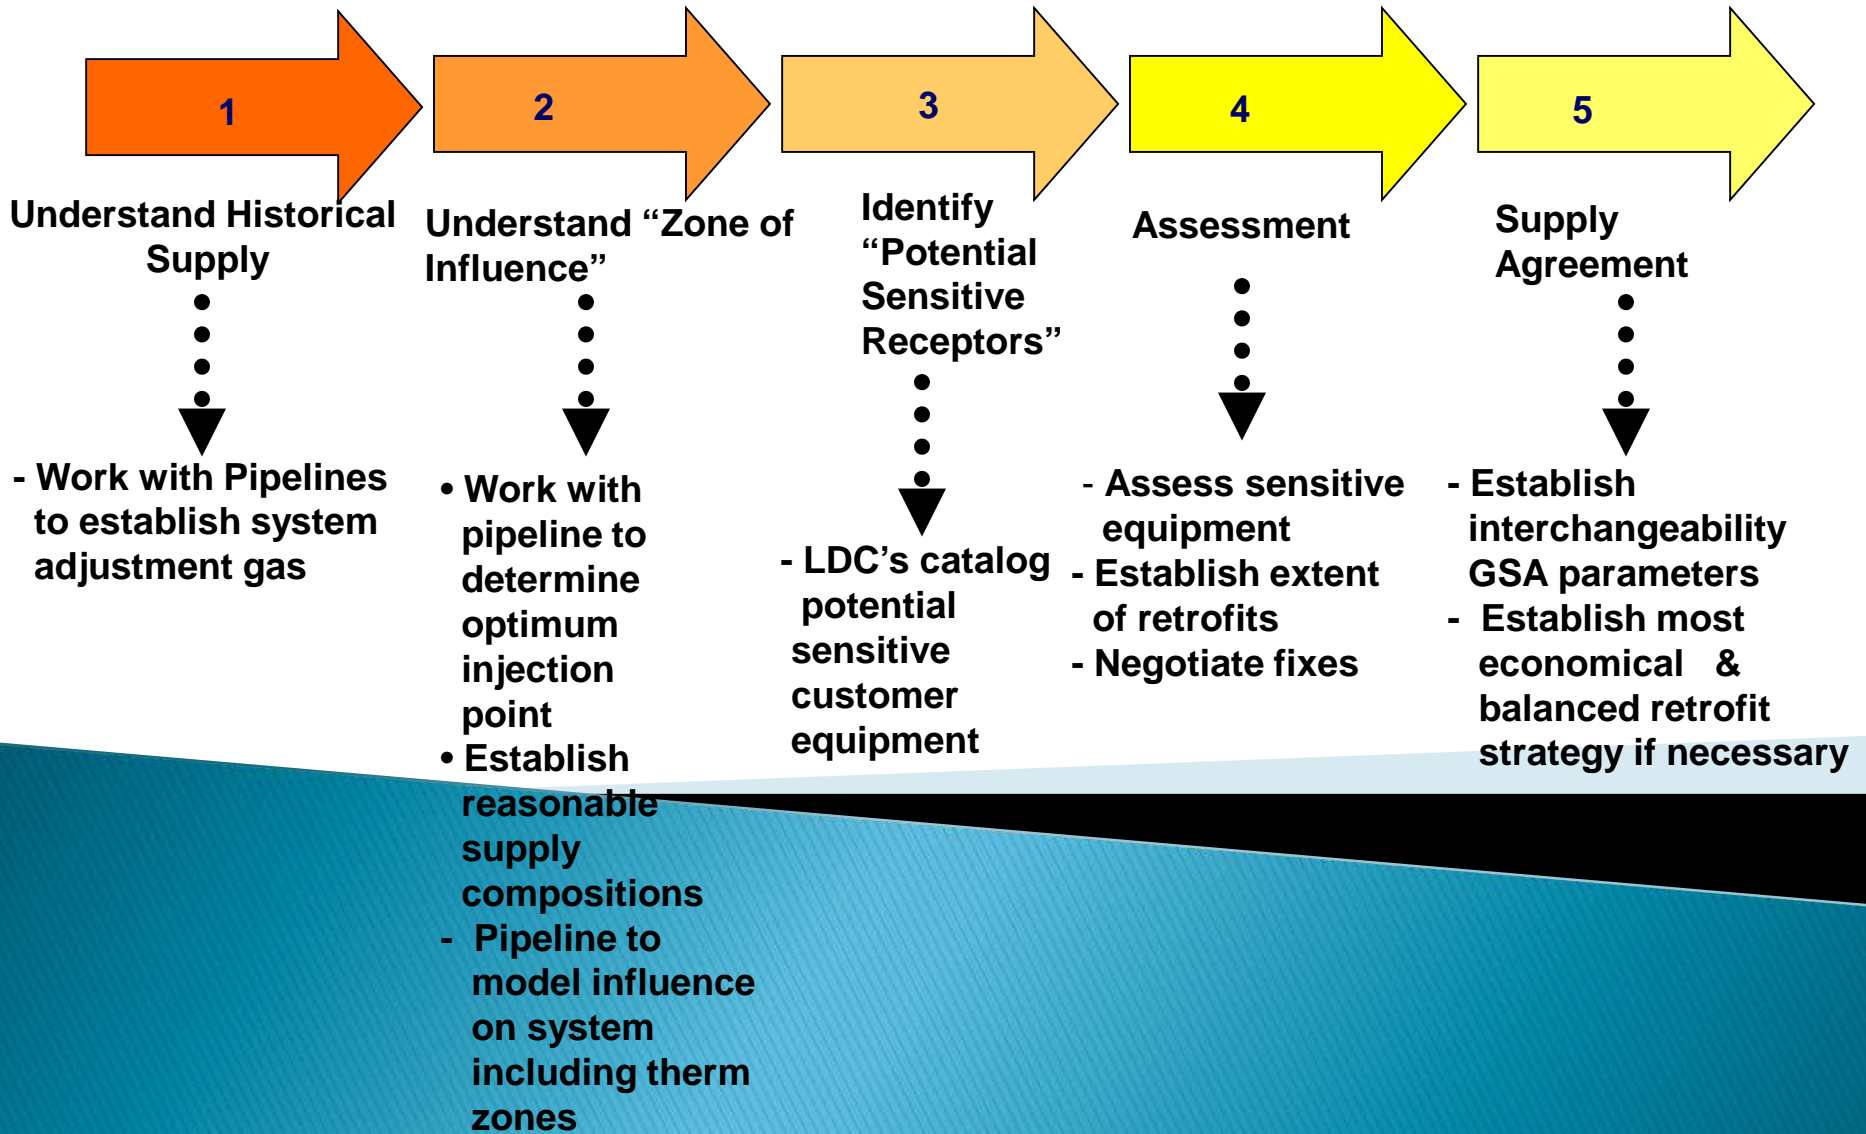 1
2
3
4
5
Understand Historical
Supply
- Work with Pipelines
to establish system
adjustment gas
Understand “Zone of
Influence”
• Work with
pipeline to
determine
optimum
injection
point
• Establish
reasonable
supply
compositions
- Pipeline to
model influence
on system
including therm
zones
Identify
“Potential
Sensitive
Receptors”
- LDC’s catalog
potential
sensitive
customer
equipment
Assessment
- Assess sensitive
equipment
- Establish extent
of retrofits
- Negotiate fixes
Supply
Agreement
- Establish
interchangeability
GSA parameters
- Establish most
economical & 
balanced retrofit
strategy if necessary